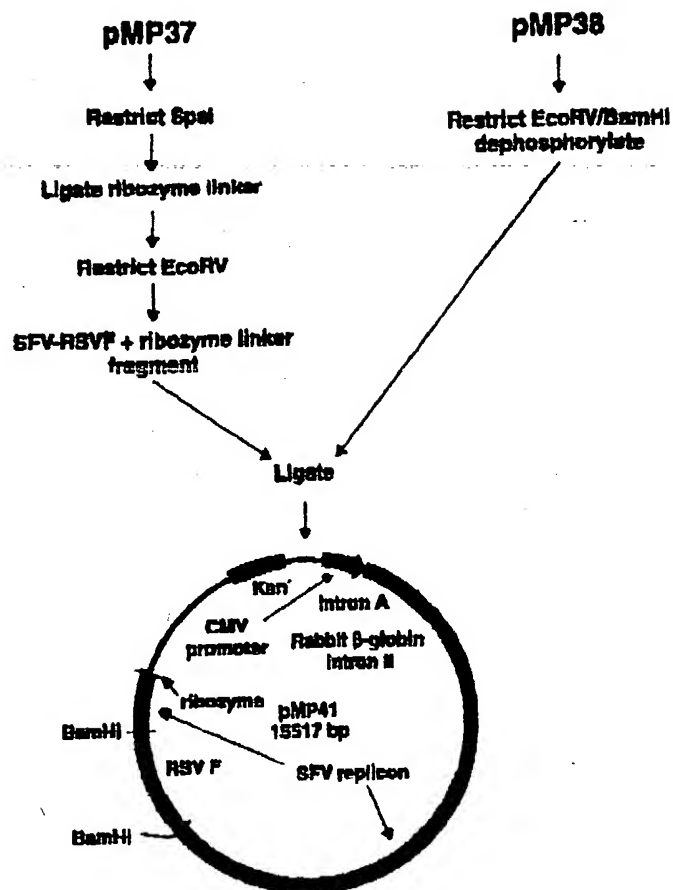 pMP37
Restrict SpeI
Ligate ribozyme linker
Restrict EcoRV
SFV-RSVF + ribozyme linker
fragment
pMP38
Restrict EcoRV/BamHI
dephosphorylate
Ligate
Kanʳ
Intron A
CMV
promoter
Rabbit β-globin
Intron II
ribozyme
pMP41
15517 bp
BamHI
RSV F
SFV replicon
BamHI